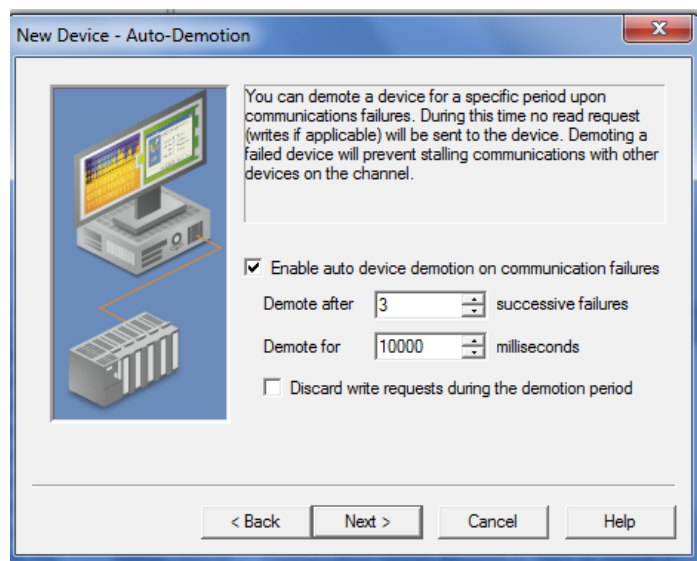 New Device - Auto-Demotion
You can demote a device for a specific period upon
communications failures. During this time no read request
(writes if applicable) will be sent to the device. Demoting a
failed device will prevent stalling communications with other
devices on the channel.
Enable auto device demotion on communication failures
Demote after 3 successive failures
Demote for 10000 milliseconds
Discard write requests during the demotion period
< Back Next > Cancel Help